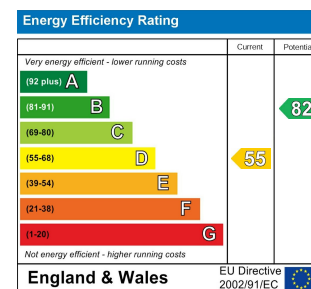 Energy Efficiency Rating
Current Potentia
Very energy efficient - lower running costs
(92 plus) A
(81-91) B
82
(69-80) C
(55-68) D
55
(39-54) E
(21-38) F
(1-20) G
Not energy efficient - higher running costs
England & Wales
EU Directive
2002/91/EC